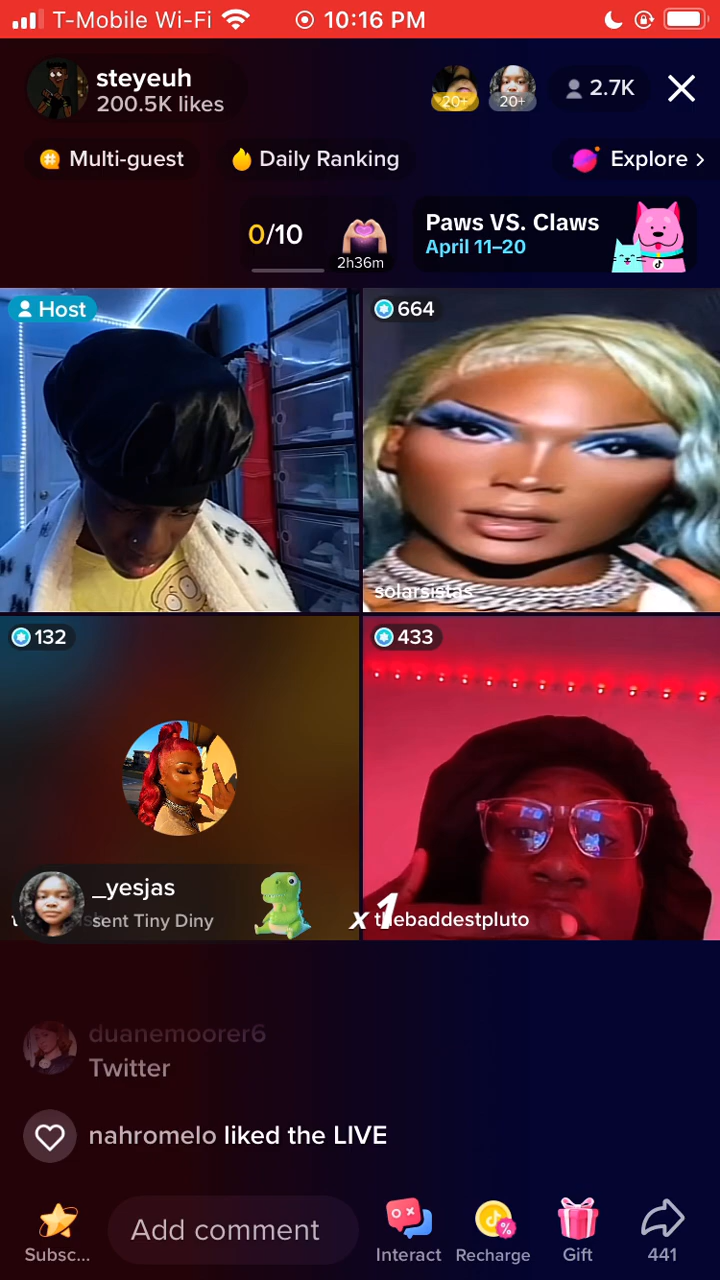 T-Mobile Wi-Fi 10:16 PM
steyeuh
200.5K likes
20+ 20+ 2.7K
Multi-guest Daily Ranking Explore >
0/10 2h36m
Paws VS. Claws
April 11–20
Host 664
solarsistas
132 433
_yesjas
sent Tiny Diny
x 1
thebaddestpluto
duanemoorer6
Twitter
nahromelo liked the LIVE
Subsc... Add comment Interact Recharge Gift 441